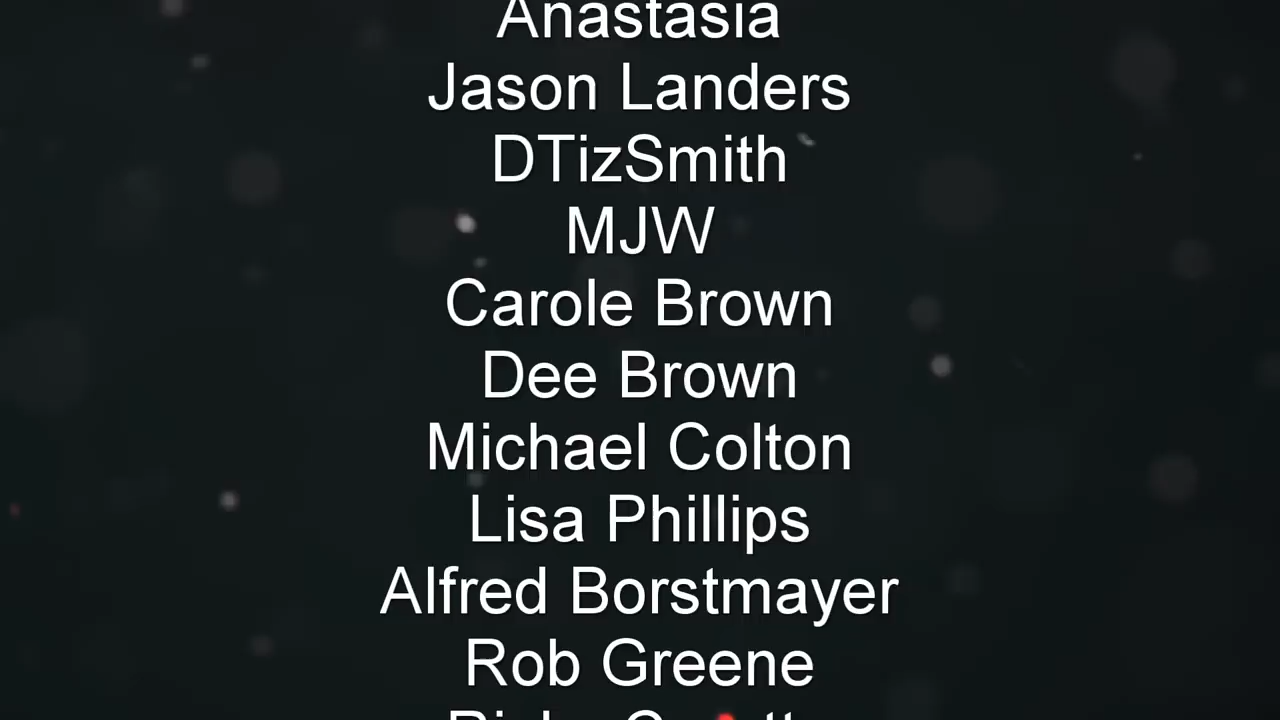 Anastasia
Jason Landers
DTizSmith
MJW
Carole Brown
Dee Brown
Michael Colton
Lisa Phillips
Alfred Borstmayer
Rob Greene